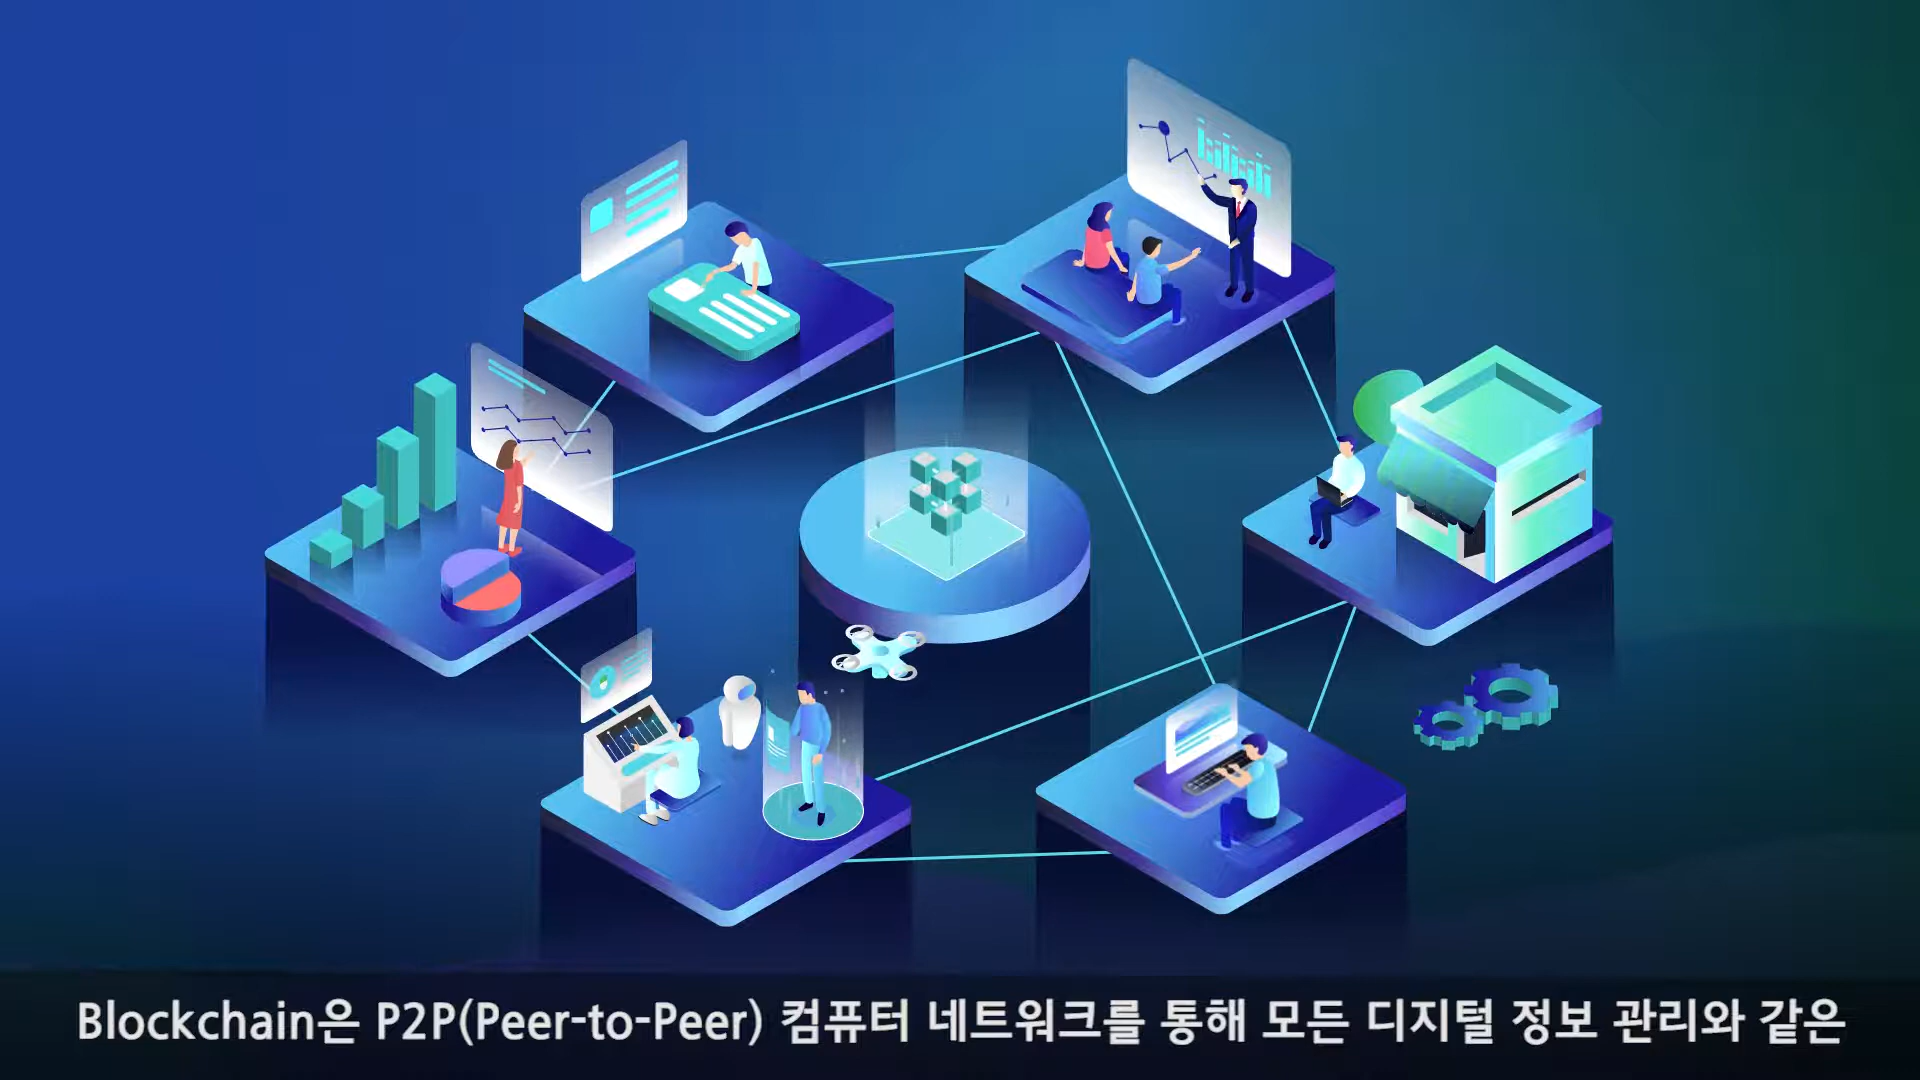 Blockchain은 P2P(Peer-to-Peer) 컴퓨터 네트워크를 통해 모든 디지털 정보 관리와 같은